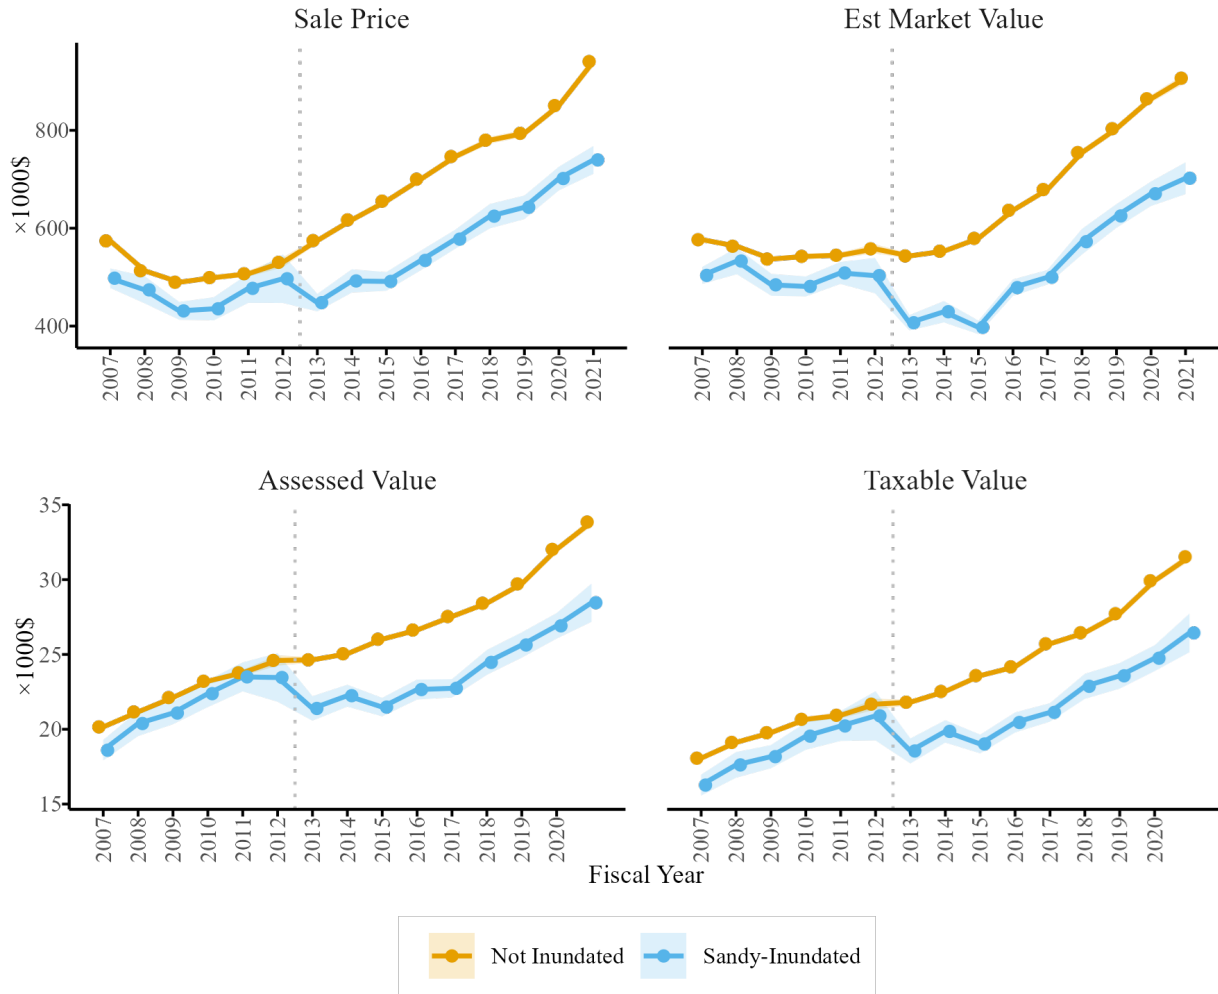 Sale Price
Est Market Value
×1000$
800
600
400
2007 2008 2009 2010 2011 2012 2013 2014 2015 2016 2017 2018 2019 2020 2021
2007 2008 2009 2010 2011 2012 2013 2014 2015 2016 2017 2018 2019 2020 2021
Assessed Value
Taxable Value
×1000$
35
30
25
20
15
2007 2008 2009 2010 2011 2012 2013 2014 2015 2016 2017 2018 2019 2020
2007 2008 2009 2010 2011 2012 2013 2014 2015 2016 2017 2018 2019 2020
Fiscal Year
Not Inundated
Sandy-Inundated